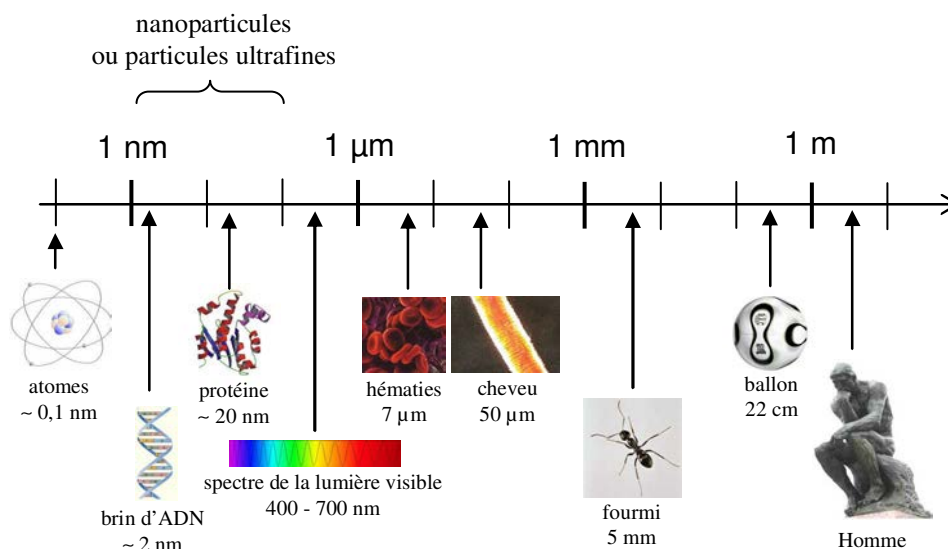 nanoparticules
ou particules ultrafines
1 nm
1 µm
1 mm
1 m
atomes
~ 0,1 nm
brin d’ADN
~ 2 nm
protéine
~ 20 nm
spectre de la lumière visible
400 - 700 nm
hématies
7 µm
cheveu
50 µm
fourmi
5 mm
ballon
22 cm
Homme